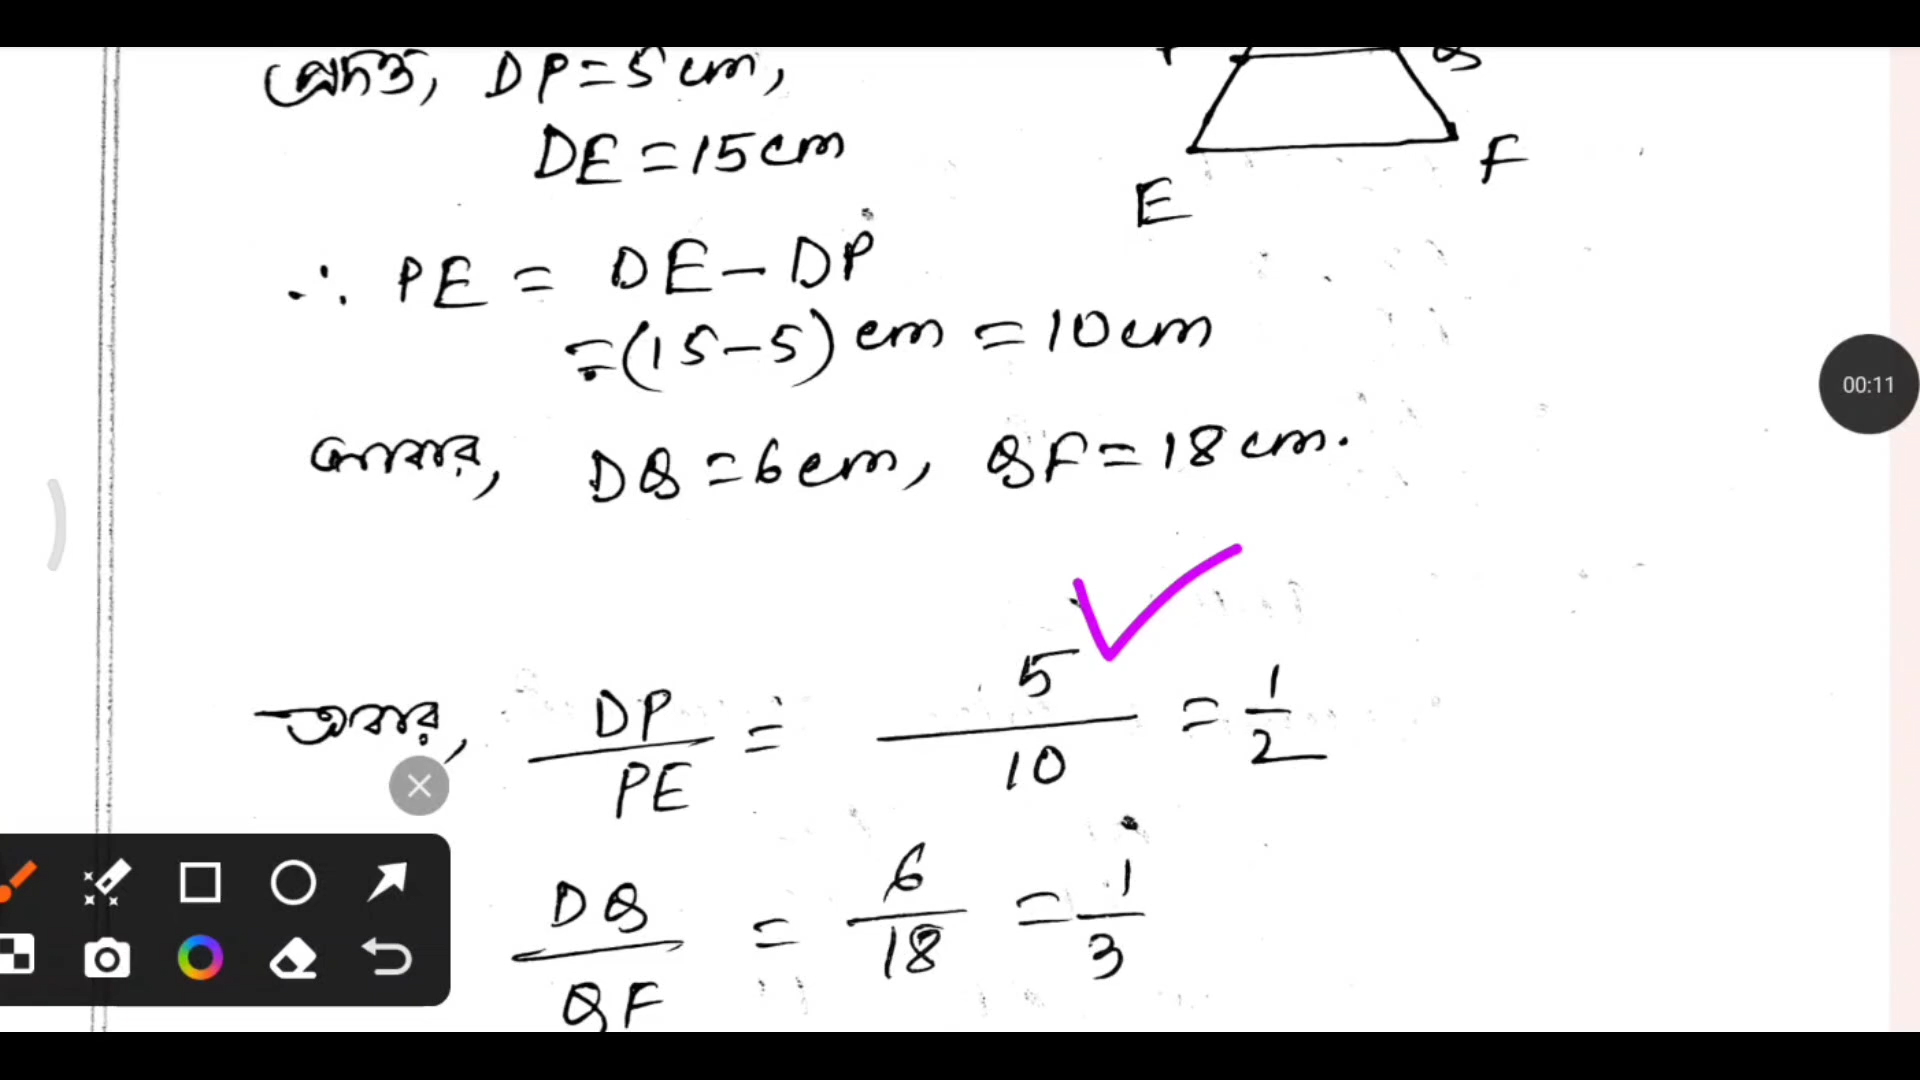 প্রদত্ত, DP = 5 cm,
DE = 15 cm
E
F
∴ PE = DE - DP
= (15 - 5) cm = 10 cm
আবার, DQ = 6 cm, QF = 18 cm.
আবার, DP/PE = 5/10 = 1/2
DQ/QF = 6/18 = 1/3
00:11